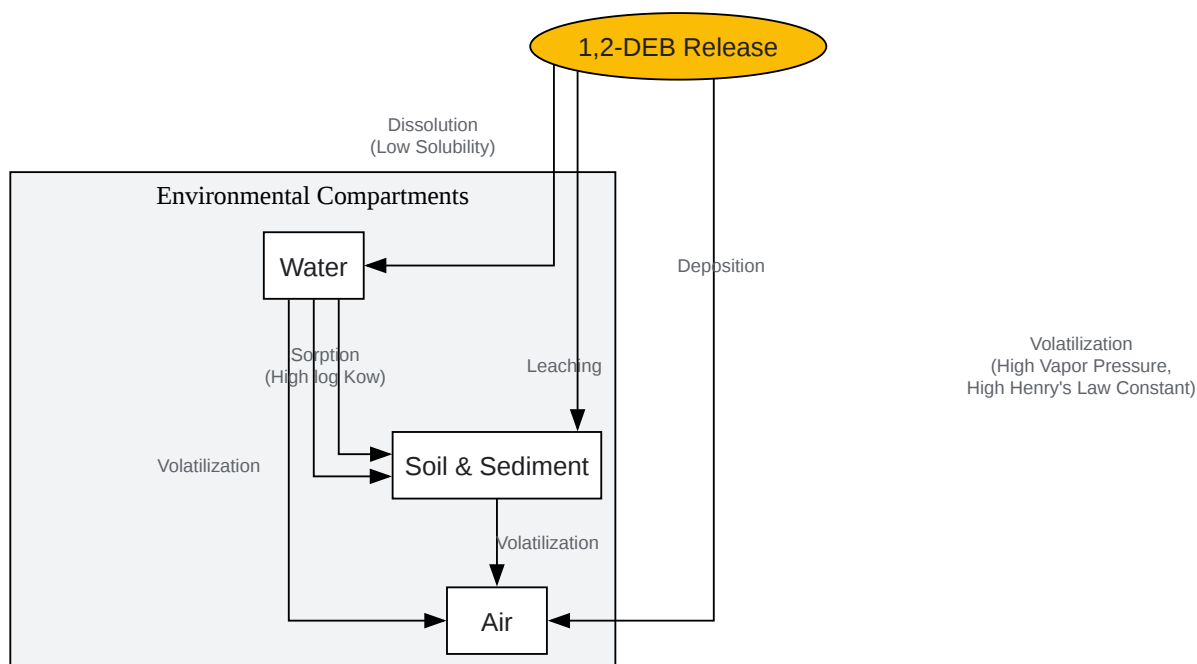 1,2-DEB Release
Dissolution
(Low Solubility)
Environmental Compartments
Water
Deposition
Sorption
(High log Kow)
Leaching
Volatilization
(High Vapor Pressure,
High Henry's Law Constant)
Volatilization
Soil & Sediment
Volatilization
Air